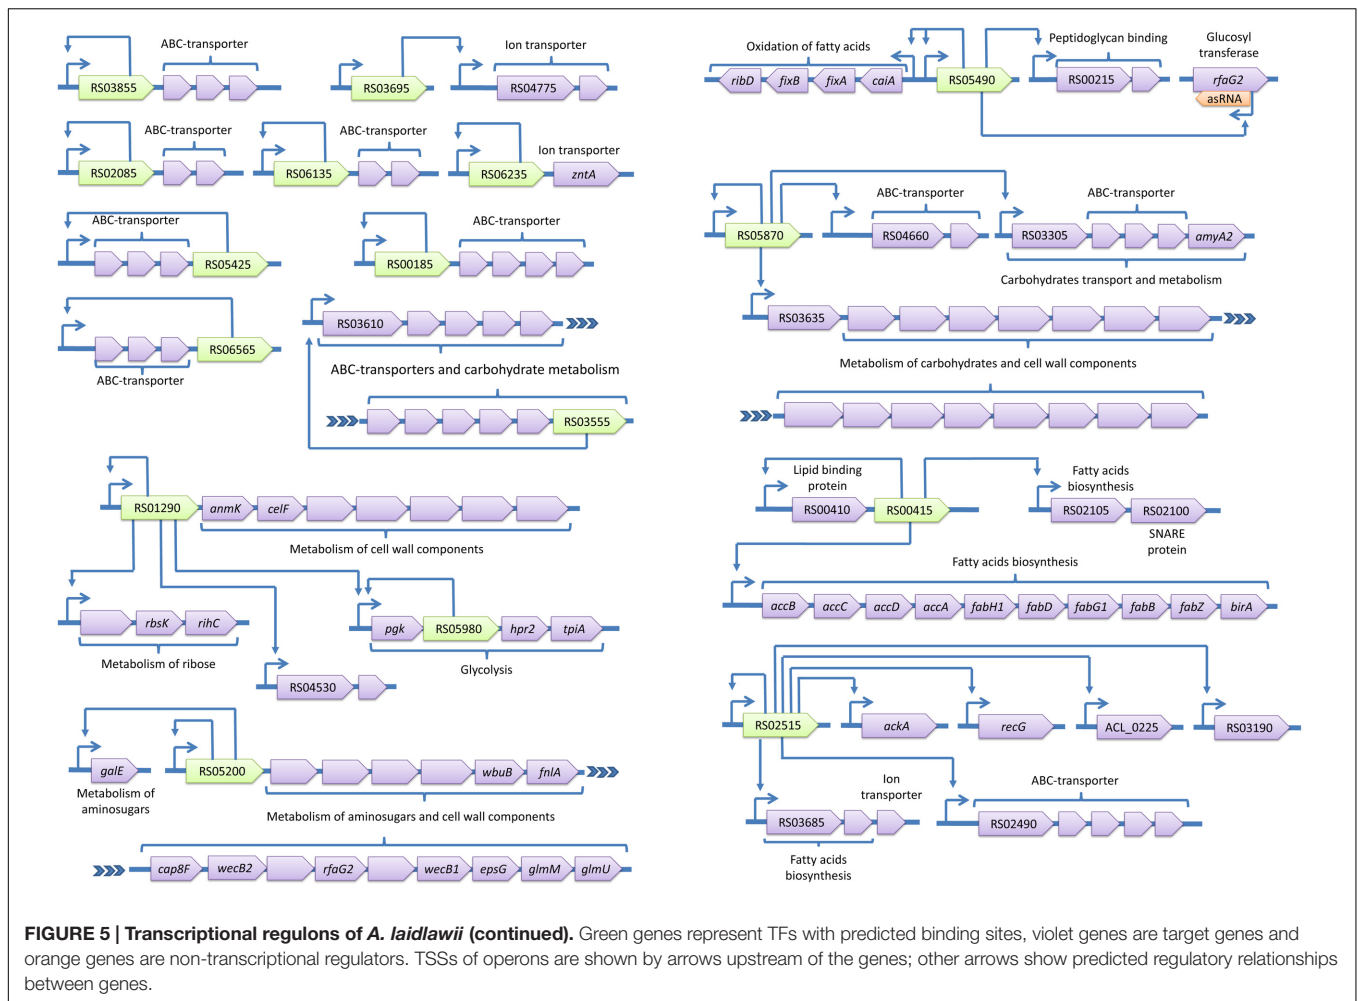 ABC-transporter
RS03855
Ion transporter
RS03695
RS04775
ABC-transporter
RS02085
ABC-transporter
RS06135
Ion transporter
RS06235
zntA
ABC-transporter
RS05425
ABC-transporter
RS00185
RS06565
ABC-transporter
RS03610
ABC-transporters and carbohydrate metabolism
RS03555
RS01290
anmK
celF
Metabolism of cell wall components
rbsK
rihC
Metabolism of ribose
pgk
RS05980
hpr2
tpiA
Glycolysis
RS04530
galE
Metabolism of
aminosugars
RS05200
wbuB
fnlA
Metabolism of aminosugars and cell wall components
cap8F
wecB2
rfaG2
wecB1
epsG
glmM
glmU
Oxidation of fatty acids
ribD
fixB
fixA
caiA
RS05490
Peptidoglycan binding
RS00215
Glucosyl
transferase
rfaG2
asRNA
RS05870
ABC-transporter
RS04660
ABC-transporter
RS03305
amyA2
Carbohydrates transport and metabolism
RS03635
Metabolism of carbohydrates and cell wall components
Lipid binding
protein
RS00410
RS00415
Fatty acids
biosynthesis
RS02105
RS02100
SNARE
protein
Fatty acids biosynthesis
accB
accC
accD
accA
fabH1
fabD
fabG1
fabB
fabZ
birA
RS02515
ackA
recG
ACL_0225
RS03190
Ion
transporter
RS03685
Fatty acids
biosynthesis
ABC-transporter
RS02490
FIGURE 5 | Transcriptional regulons of A. laidlawii (continued). Green genes represent TFs with predicted binding sites, violet genes are target genes and
orange genes are non-transcriptional regulators. TSSs of operons are shown by arrows upstream of the genes; other arrows show predicted regulatory relationships
between genes.